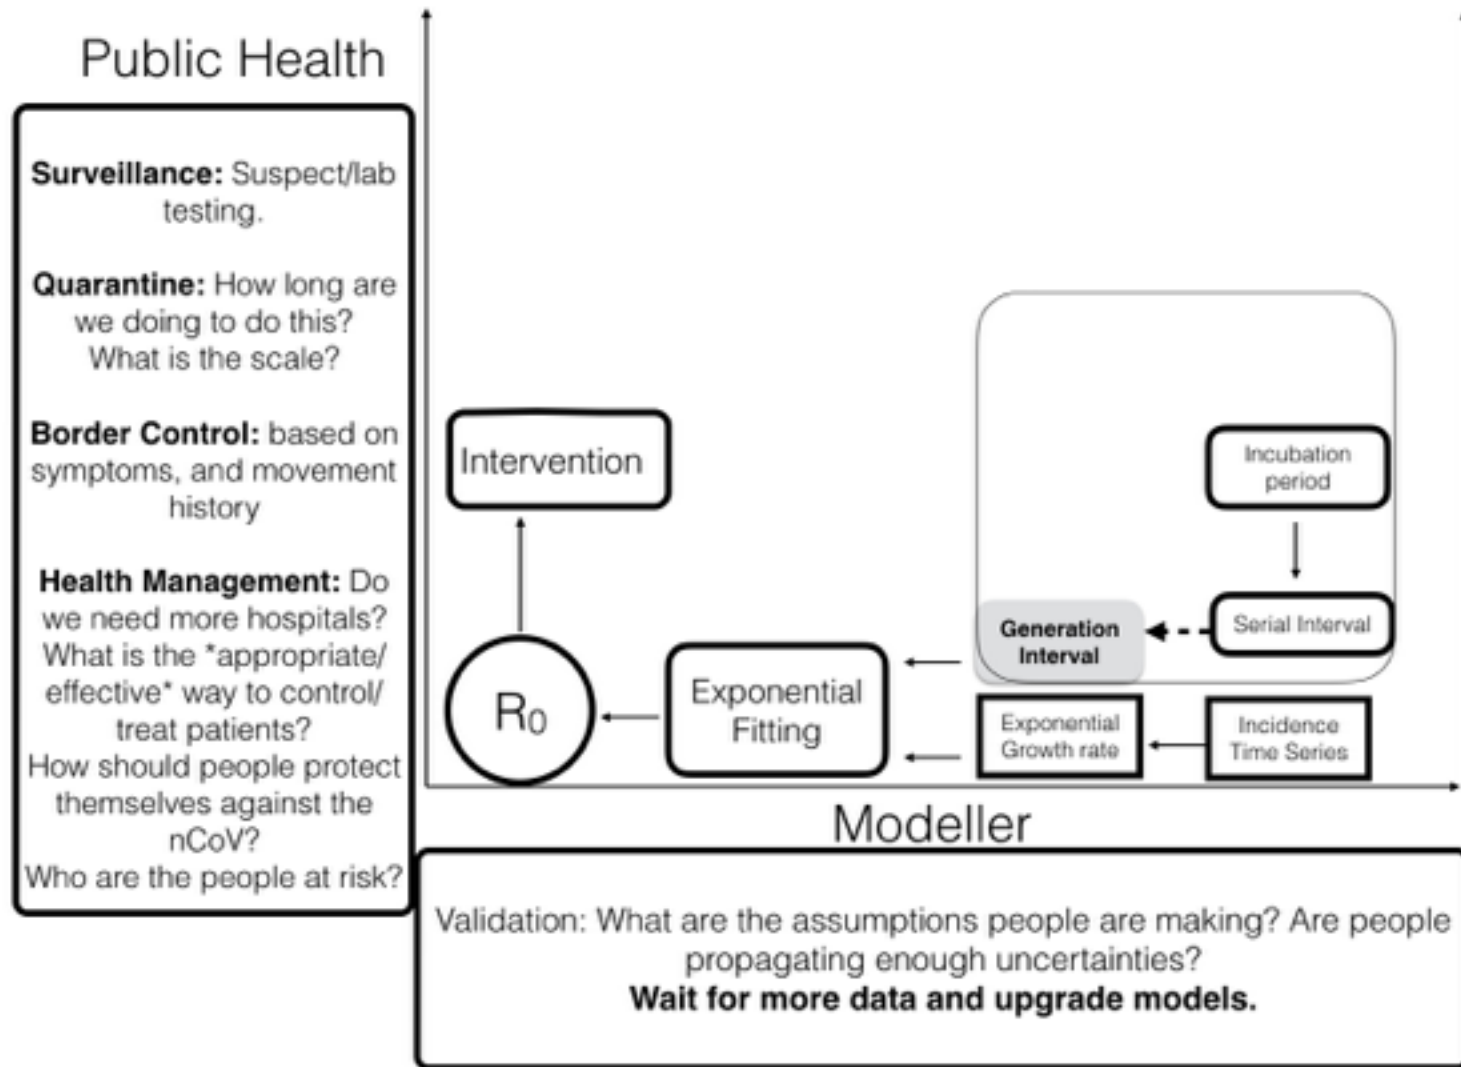 Public Health
Surveillance: Suspect/lab
testing.
Quarantine: How long are
we doing to do this?
What is the scale?
Border Control: based on
symptoms, and movement
history
Health Management: Do
we need more hospitals?
What is the *appropriate/
effective* way to control/
treat patients?
How should people protect
themselves against the
nCoV?
Who are the people at risk?
Intervention
R₀
Exponential
Fitting
Generation
Interval
Exponential
Growth rate
Incubation
period
Serial Interval
Incidence
Time Series
Modeller
Validation: What are the assumptions people are making? Are people
propagating enough uncertainties?
Wait for more data and upgrade models.